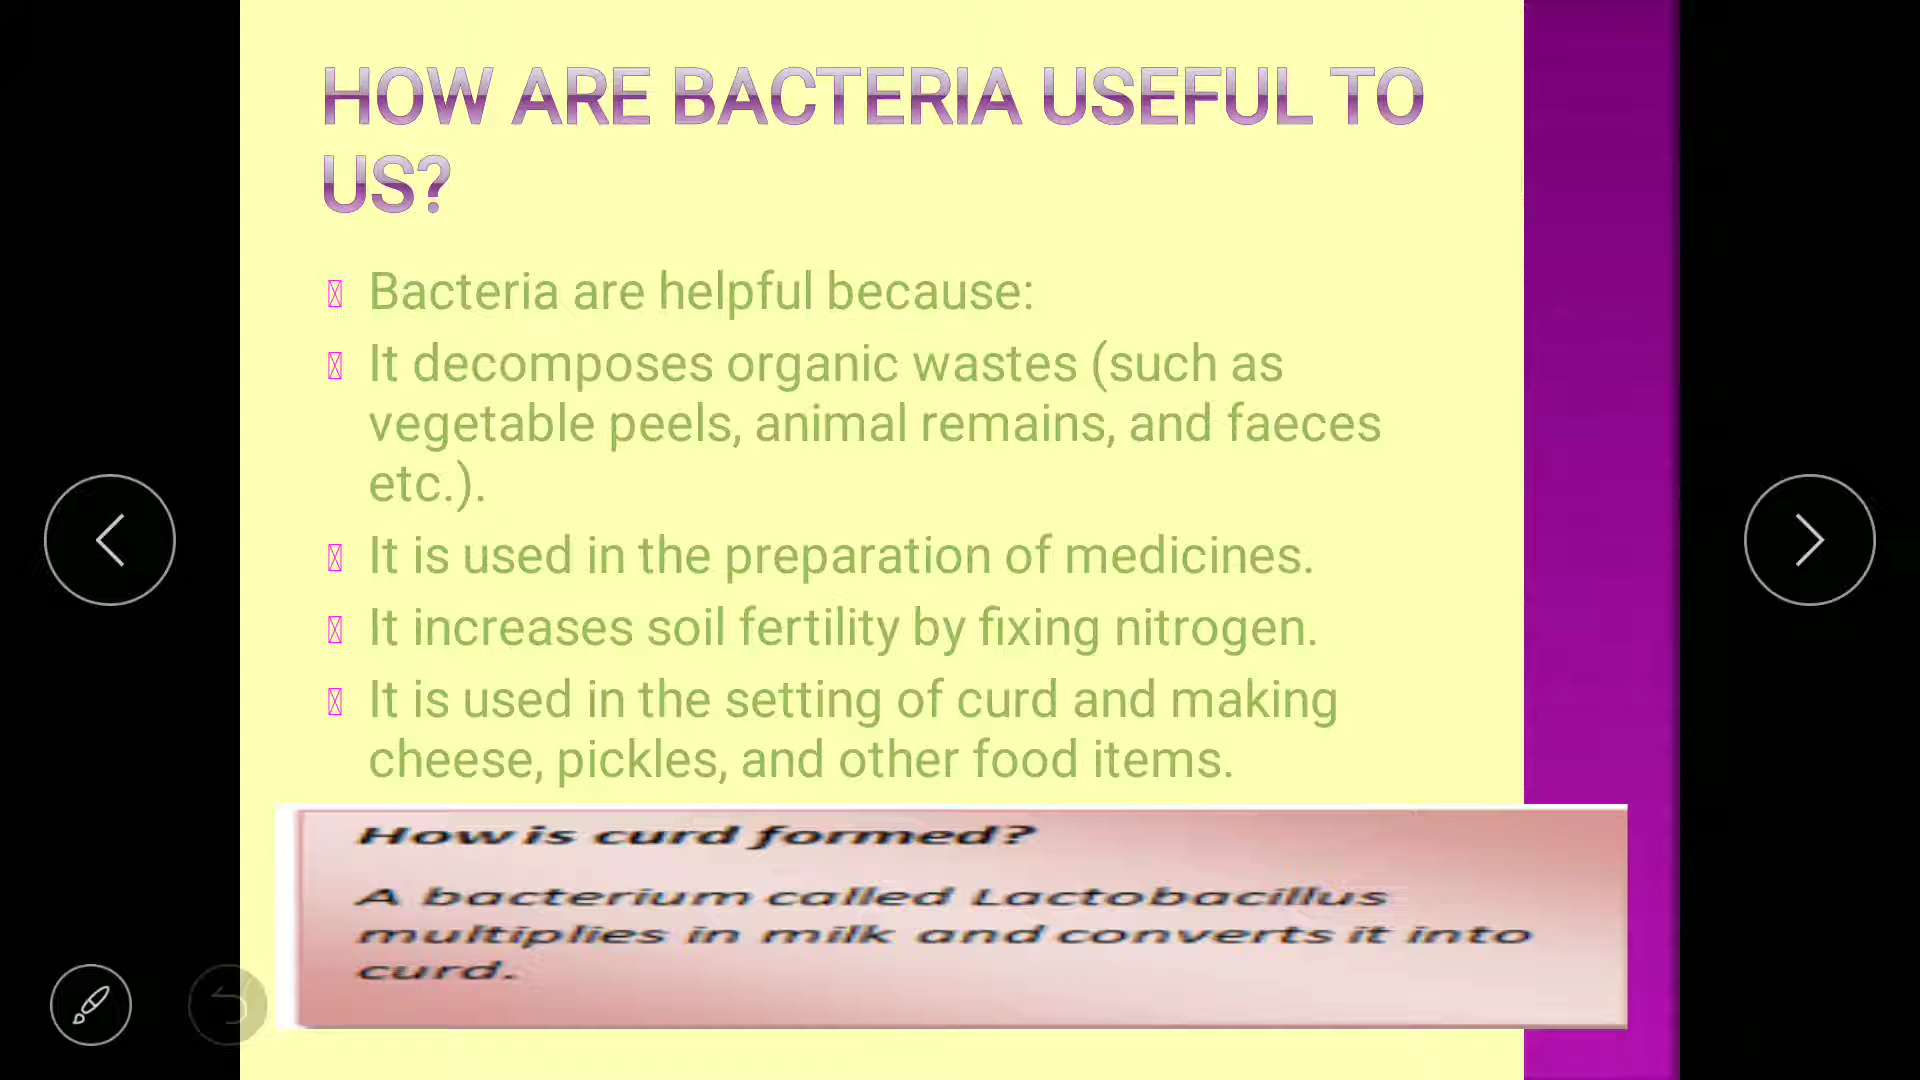 HOW ARE BACTERIA USEFUL TO
US?
Bacteria are helpful because:
It decomposes organic wastes (such as
vegetable peels, animal remains, and faeces
etc.).
It is used in the preparation of medicines.
It increases soil fertility by fixing nitrogen.
It is used in the setting of curd and making
cheese, pickles, and other food items.
How is curd formed?
A bacterium called Lactobacillus
multiplies in milk and converts it into
curd.